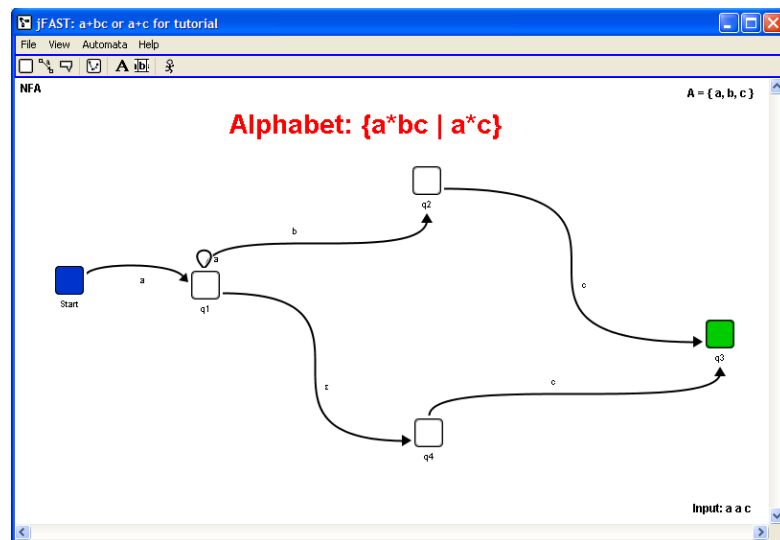 jFAST: a+bc or a+c for tutorial
File View Automata Help
A b
NFA
A = { a, b, c }
Alphabet: {a*bc | a*c}
q2
b
a
Start
a
q1
c
q3
ε
c
q4
Input: a a c